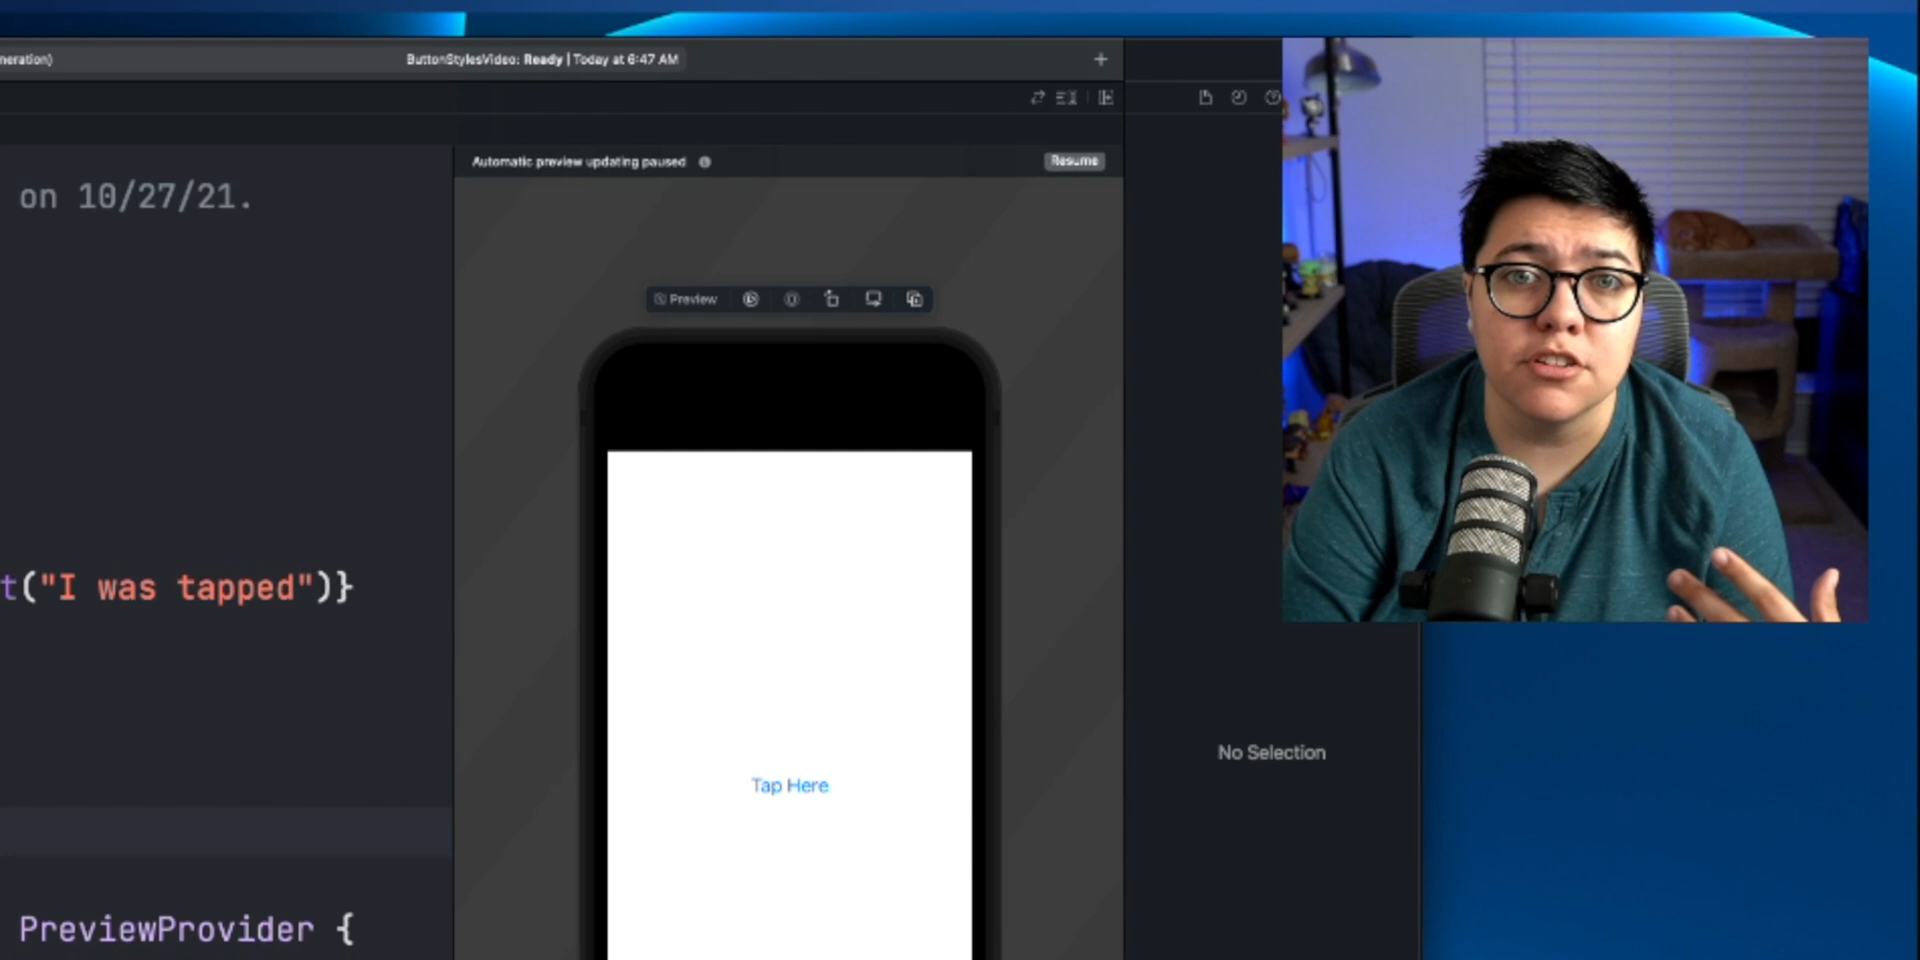 neration)
ButtonStylesVideo: Ready | Today at 6:47 AM
Automatic preview updating paused
Resume
on 10/27/21.
Preview
t("I was tapped")}
No Selection
Tap Here
PreviewProvider {